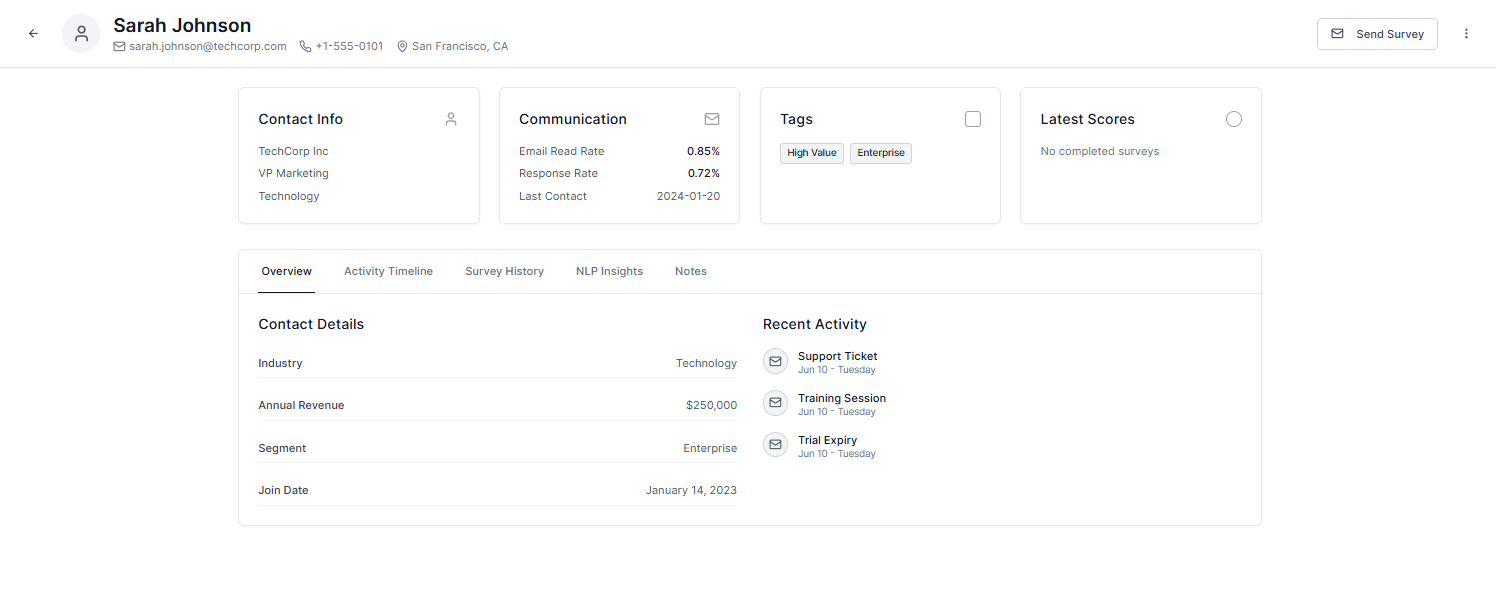 Sarah Johnson
sarah.johnson@techcorp.com +1-555-0101 San Francisco, CA
Send Survey
Contact Info
TechCorp Inc
VP Marketing
Technology
Communication
Email Read Rate 0.85%
Response Rate 0.72%
Last Contact 2024-01-20
Tags
High Value Enterprise
Latest Scores
No completed surveys
Overview Activity Timeline Survey History NLP Insights Notes
Contact Details
Industry Technology
Annual Revenue $250,000
Segment Enterprise
Join Date January 14, 2023
Recent Activity
Support Ticket
Jun 10 - Tuesday
Training Session
Jun 10 - Tuesday
Trial Expiry
Jun 10 - Tuesday